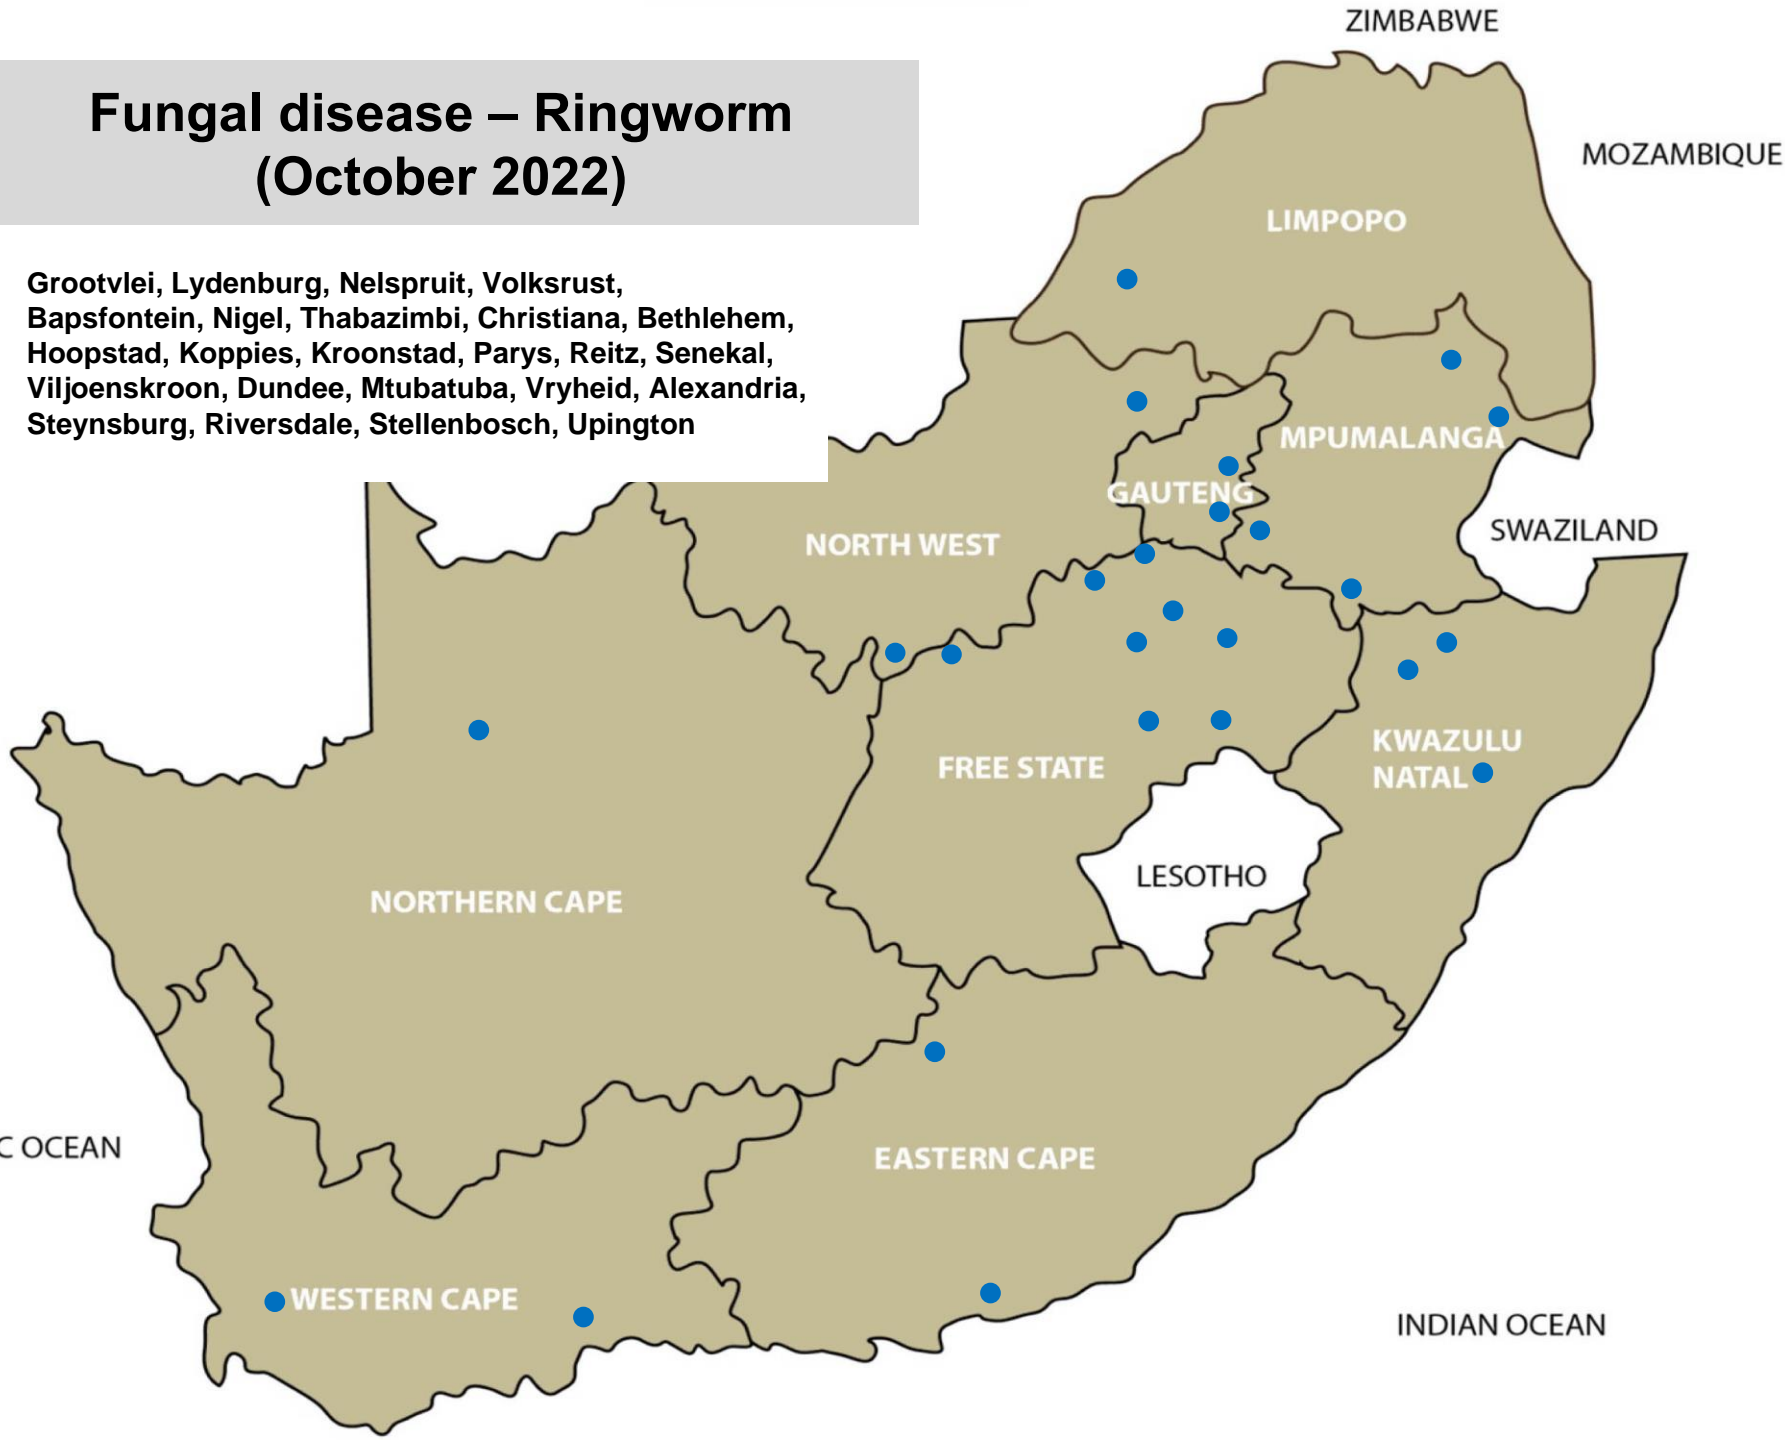 ZIMBABWE
Fungal disease – Ringworm
(October 2022)
MOZAMBIQUE
LIMPOPO
Grootvlei, Lydenburg, Nelspruit, Volksrust,
Bapsfontein, Nigel, Thabazimbi, Christiana, Bethlehem,
Hoopstad, Koppies, Kroonstad, Parys, Reitz, Senekal,
Viljoenskroon, Dundee, Mtubatuba, Vryheid, Alexandria,
Steynsburg, Riversdale, Stellenbosch, Upington
MPUMALANGA
GAUTENG
SWAZILAND
NORTH WEST
KWAZULU
NATAL
FREE STATE
LESOTHO
NORTHERN CAPE
C OCEAN
EASTERN CAPE
WESTERN CAPE
INDIAN OCEAN